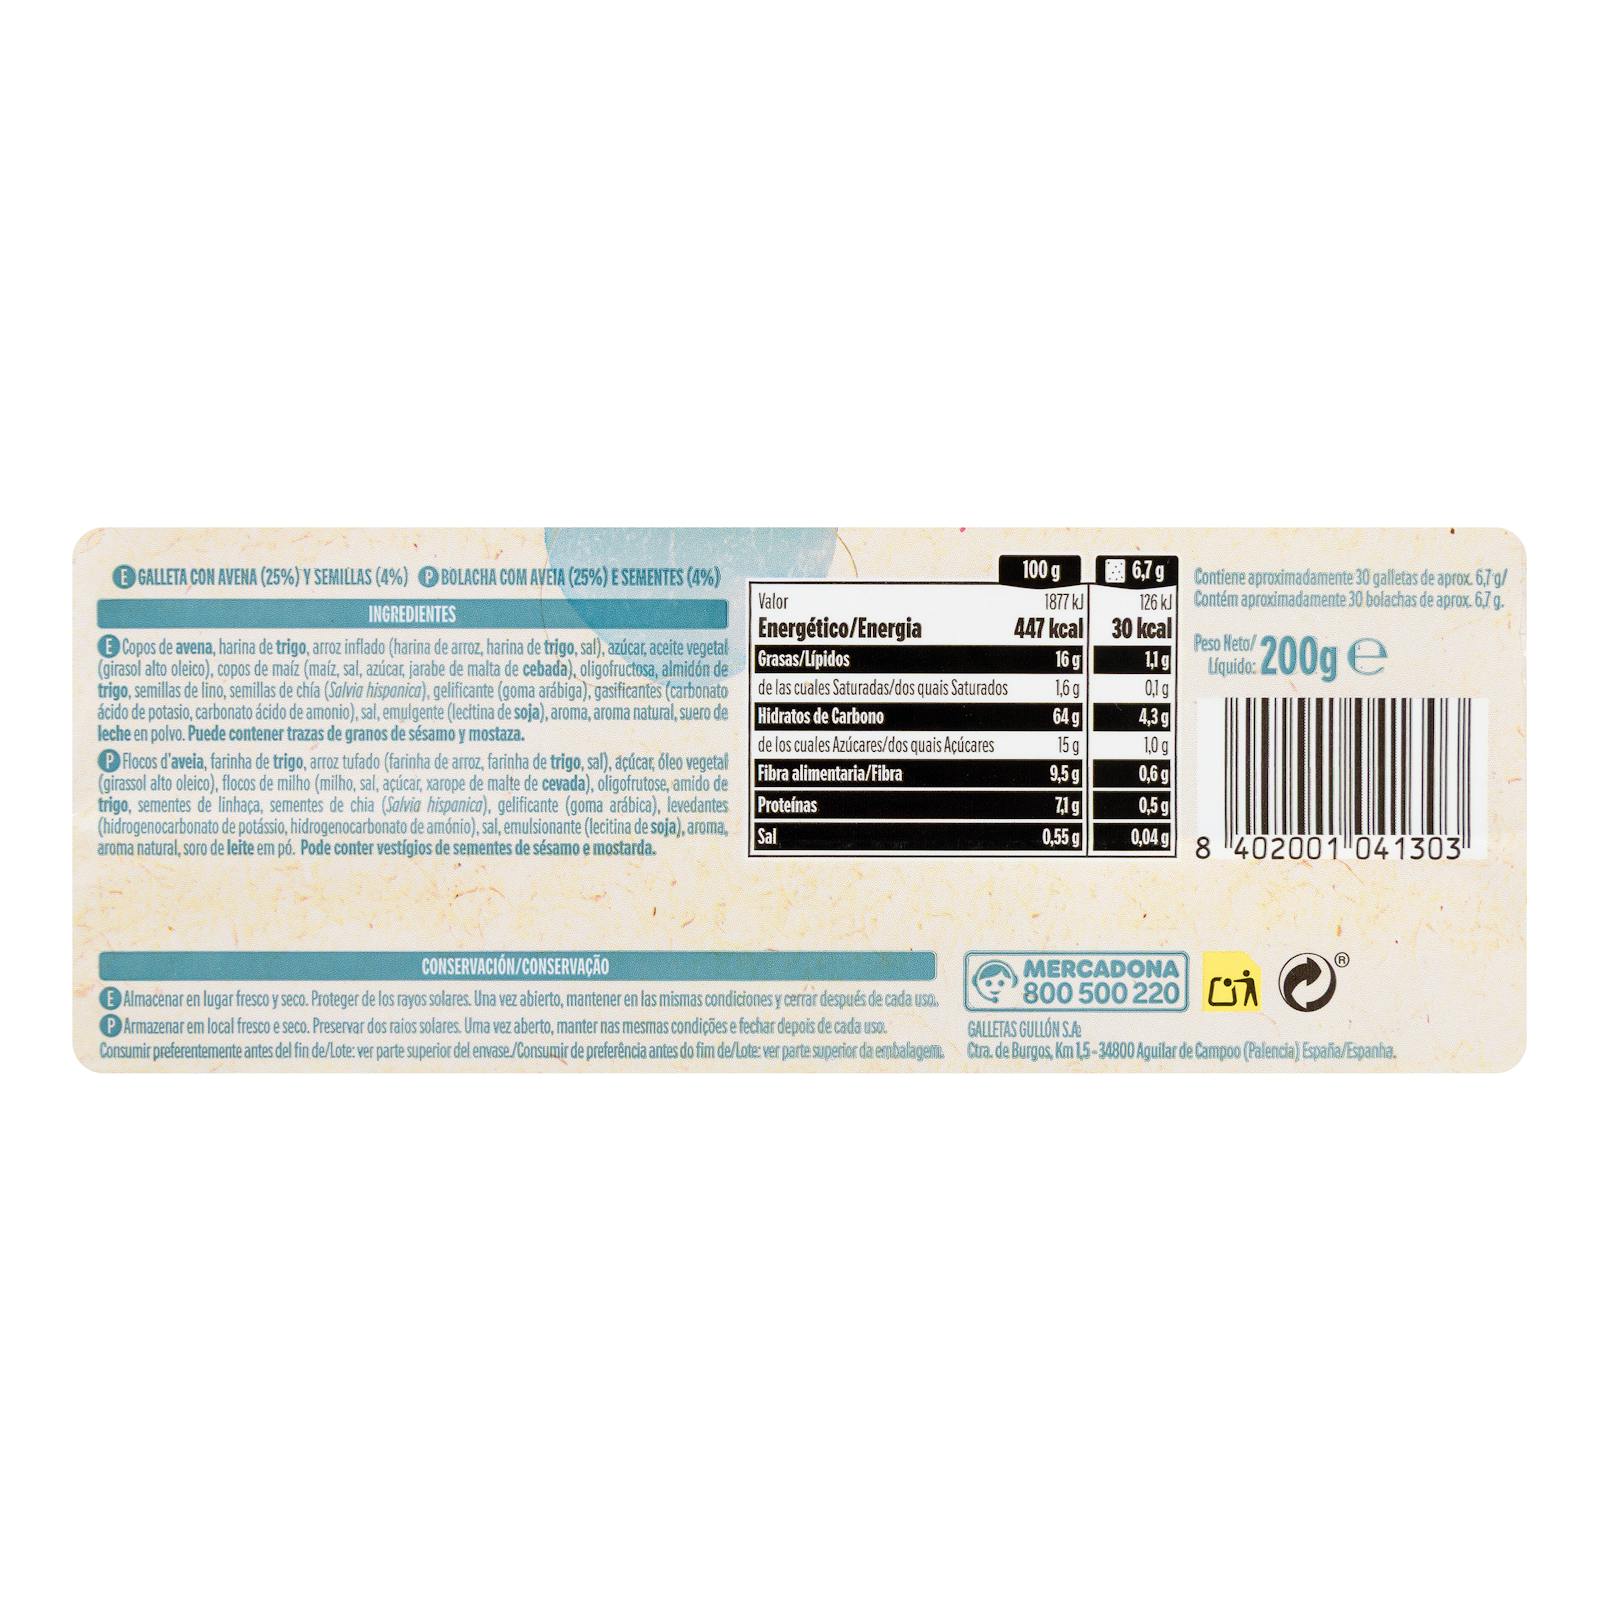 E GALLETA CON AVENA (25%) Y SEMILLAS (4%) P BOLACHA COM AVEIA (25%) E SEMENTES (4%)
INGREDIENTES
E Copos de avena, harina de trigo, arroz inflado (harina de arroz, harina de trigo, sal), azúcar, aceite vegetal
(girasol alto oleico), copos de maíz (maíz, sal, azúcar, jarabe de malta de cebada), oligofructosa, almidón de
trigo, semillas de lino, semillas de chía (Salvia hispanica), gelificante (goma arábiga), gasificantes (carbonato
ácido de potasio, carbonato ácido de amonio), sal, emulgente (lecitina de soja), aroma, aroma natural, suero de
leche en polvo. Puede contener trazas de granos de sésamo y mostaza.
P Flocos d'aveia, farinha de trigo, arroz tufado (farinha de arroz, farinha de trigo, sal), açúcar, óleo vegetal
(girassol alto oleico), flocos de milho (milho, sal, açúcar, xarope de malte de cevada), oligofrutose, amido de
trigo, sementes de linhaça, sementes de chia (Salvia hispanica), gelificante (goma arábica), levedantes
(hidrogenocarbonato de potássio, hidrogenocarbonato de amónio), sal, emulsionante (lecitina de soja), aroma,
aroma natural, soro de leite em pó. Pode conter vestígios de sementes de sésamo e mostarda.
100 g 6,7 g
Valor 1877 kJ 126 kJ
Energético/Energia 447 kcal 30 kcal
Grasas/Lípidos 16 g 1,1 g
de las cuales Saturadas/dos quais Saturados 1,6 g 0,1 g
Hidratos de Carbono 64 g 4,3 g
de los cuales Azúcares/dos quais Açúcares 15 g 1,0 g
Fibra alimentaria/Fibra 9,5 g 0,6 g
Proteínas 7,1 g 0,5 g
Sal 0,55 g 0,04 g
Contiene aproximadamente 30 galletas de aprox. 6,7 g/
Contém aproximadamente 30 bolachas de aprox. 6,7 g.
Peso Neto/
Líquido: 200g e
8 402001 041303
CONSERVACIÓN/CONSERVAÇÃO
E Almacenar en lugar fresco y seco. Proteger de los rayos solares. Una vez abierto, mantener en las mismas condiciones y cerrar después de cada uso.
P Armazenar em local fresco e seco. Preservar dos raios solares. Uma vez aberto, manter nas mesmas condições e fechar depois de cada uso.
Consumir preferentemente antes del fin de/Lote: ver parte superior del envase./Consumir de preferência antes do fim de/Lote: ver parte superior da embalagem.
MERCADONA
800 500 220
®
GALLETAS GULLÓN S.A:
Ctra. de Burgos, Km 1,5 - 34800 Aguilar de Campoo (Palencia) España/Espanha.